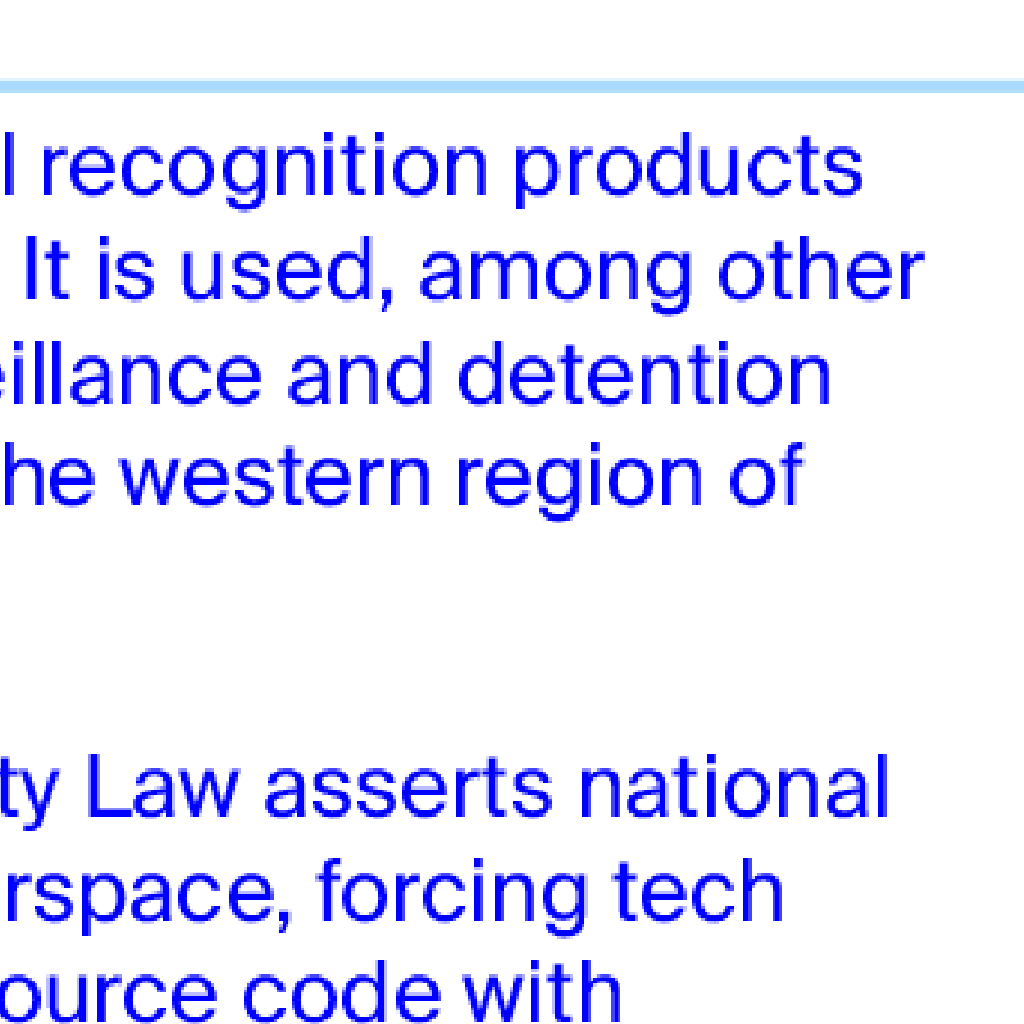 l recognition products
It is used, among other
eillance and detention
he western region of
ty Law asserts national
rspace, forcing tech
ource code with